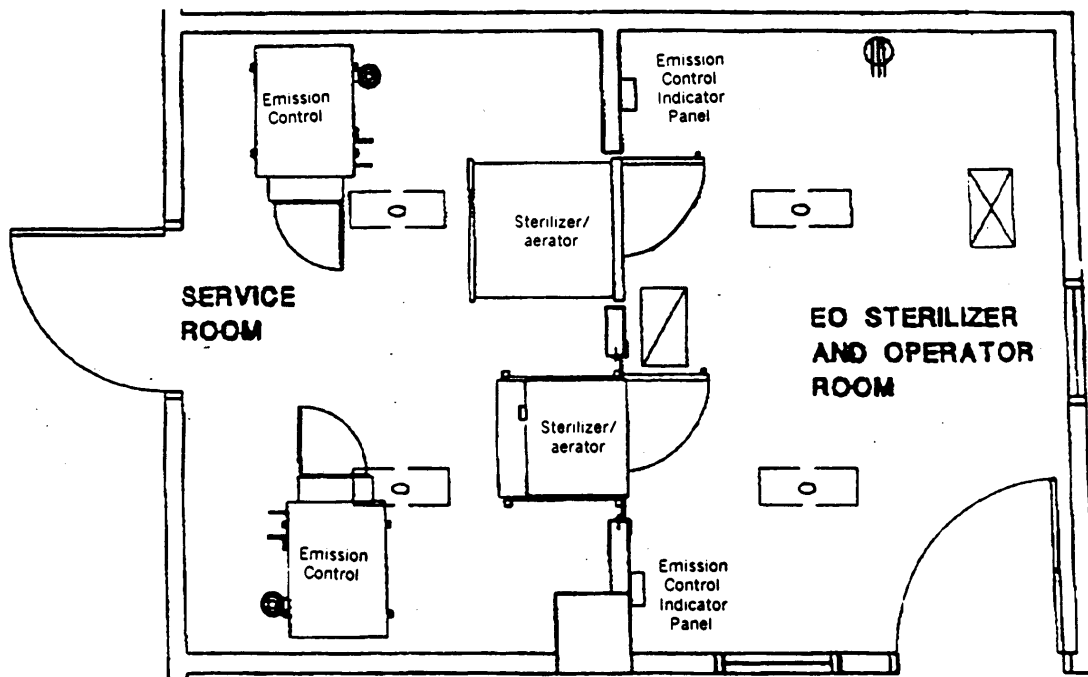 Emission
Control
Emission
Control
Indicator
Panel
Sterilizer/
aerator
SERVICE
ROOM
EO STERILIZER
AND OPERATOR
ROOM
Sterilizer/
aerator
Emission
Control
Emission
Control
Indicator
Panel